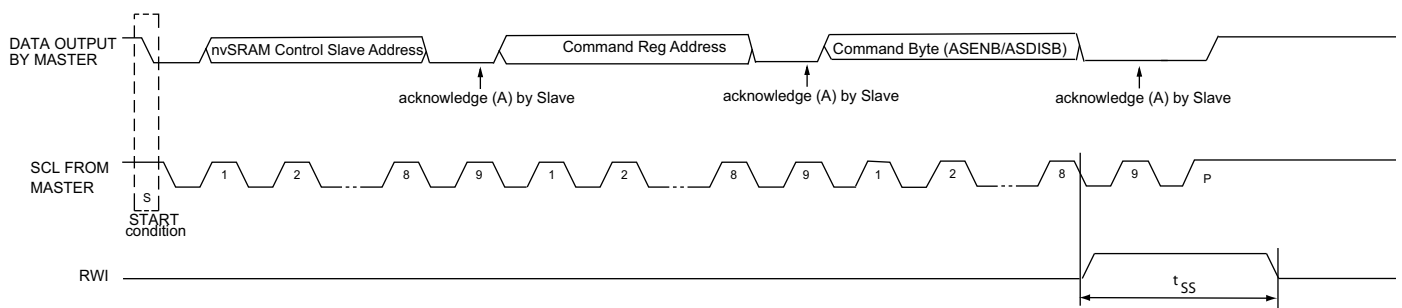 DATA OUTPUT
BY MASTER
nvSRAM Control Slave Address
Command Reg Address
Command Byte (ASENB/ASDISB)
acknowledge (A) by Slave
acknowledge (A) by Slave
acknowledge (A) by Slave
SCL FROM
MASTER
1 2 8 9 1 2 8 9 1 2 8 9 P
S
START
condition
RWI
tSS